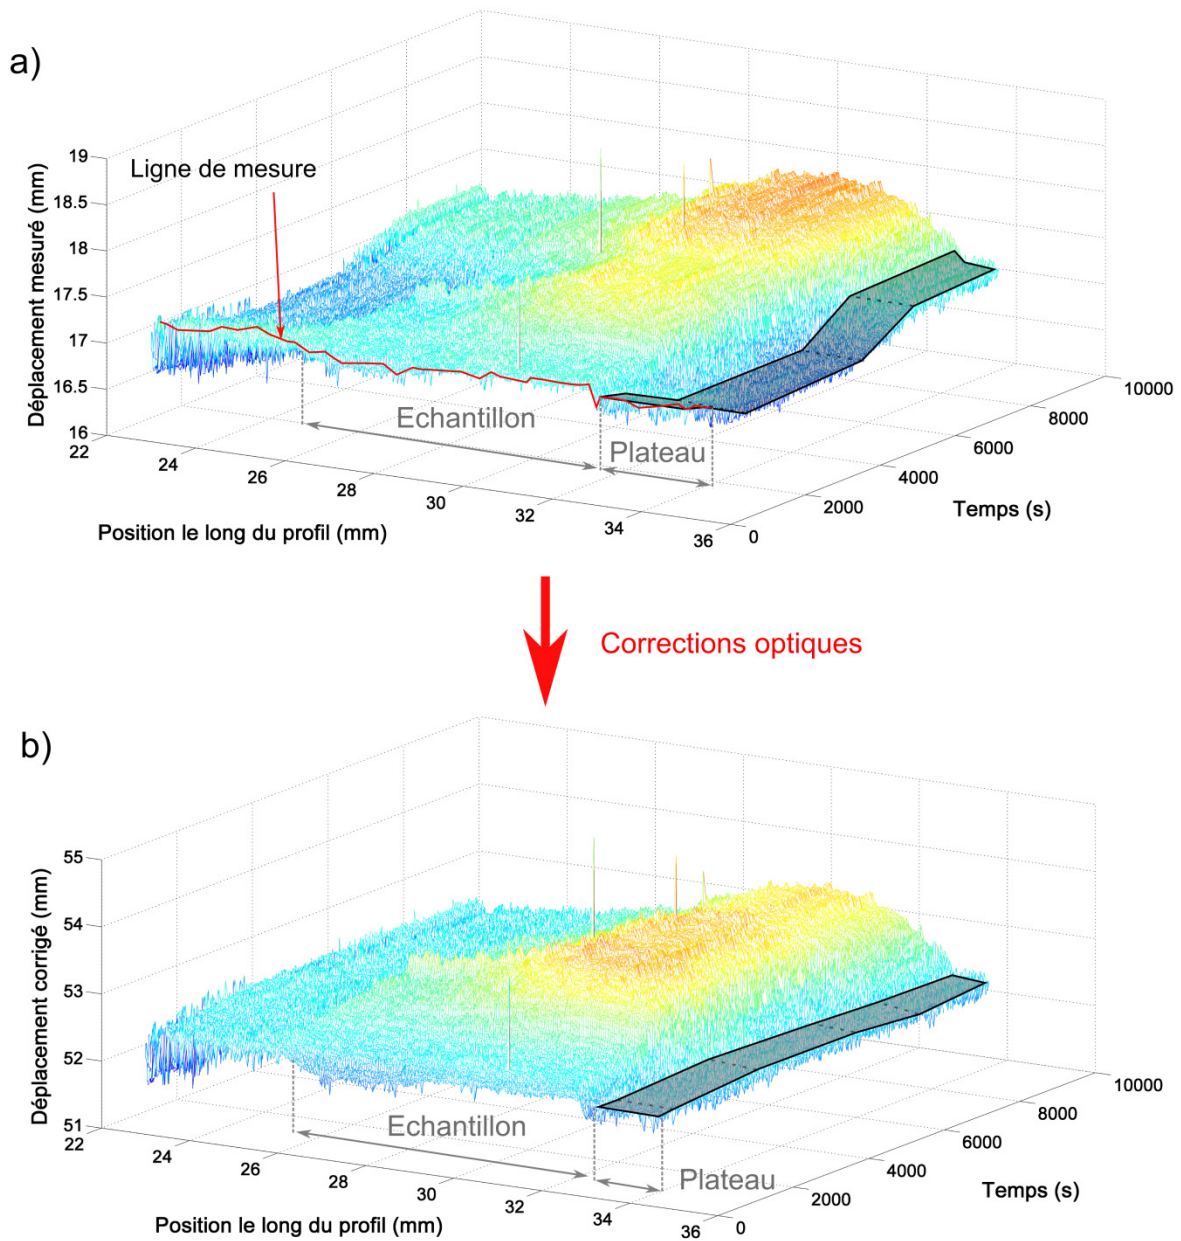 a)
19
18.5
18
17.5
17
16.5
16
Déplacement mesuré (mm)
Ligne de mesure
Echantillon
Plateau
22
24
26
28
30
32
34
36
Position le long du profil (mm)
0
2000
4000
6000
8000
10000
Temps (s)
Corrections optiques
b)
55
54
53
52
51
Déplacement corrigé (mm)
Echantillon
Plateau
22
24
26
28
30
32
34
36
Position le long du profil (mm)
0
2000
4000
6000
8000
10000
Temps (s)